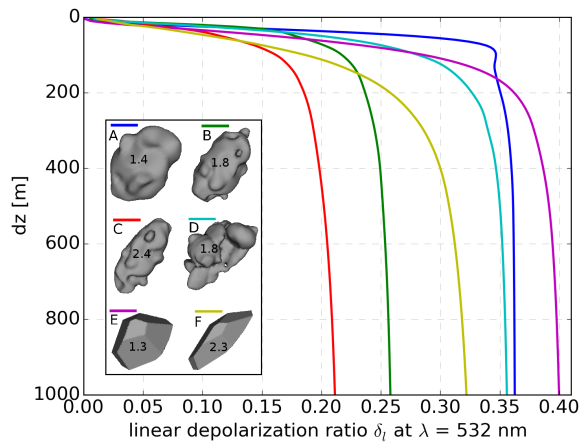 0
200
400
600
800
1000
dz [m]
A
1.4
B
1.8
C
2.4
D
1.8
E
1.3
F
2.3
0.00 0.05 0.10 0.15 0.20 0.25 0.30 0.35 0.40
linear depolarization ratio δₗ at λ = 532 nm